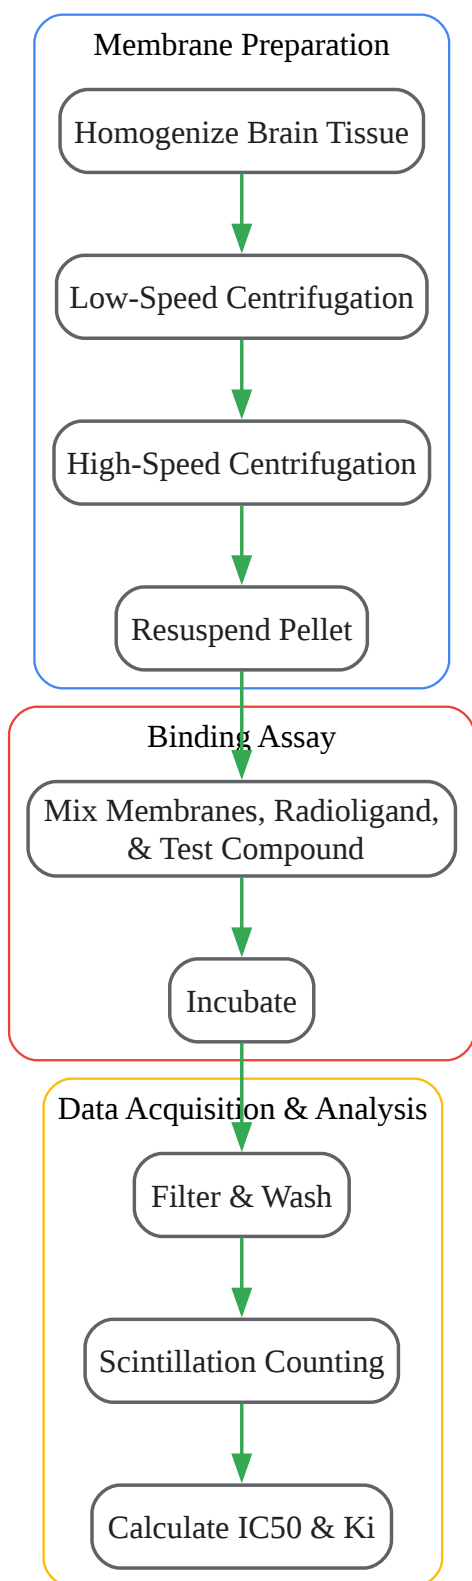 Membrane Preparation
Homogenize Brain Tissue
Low-Speed Centrifugation
High-Speed Centrifugation
Resuspend Pellet
Binding Assay
Mix Membranes, Radioligand,
& Test Compound
Incubate
Data Acquisition & Analysis
Filter & Wash
Scintillation Counting
Calculate IC50 & Ki